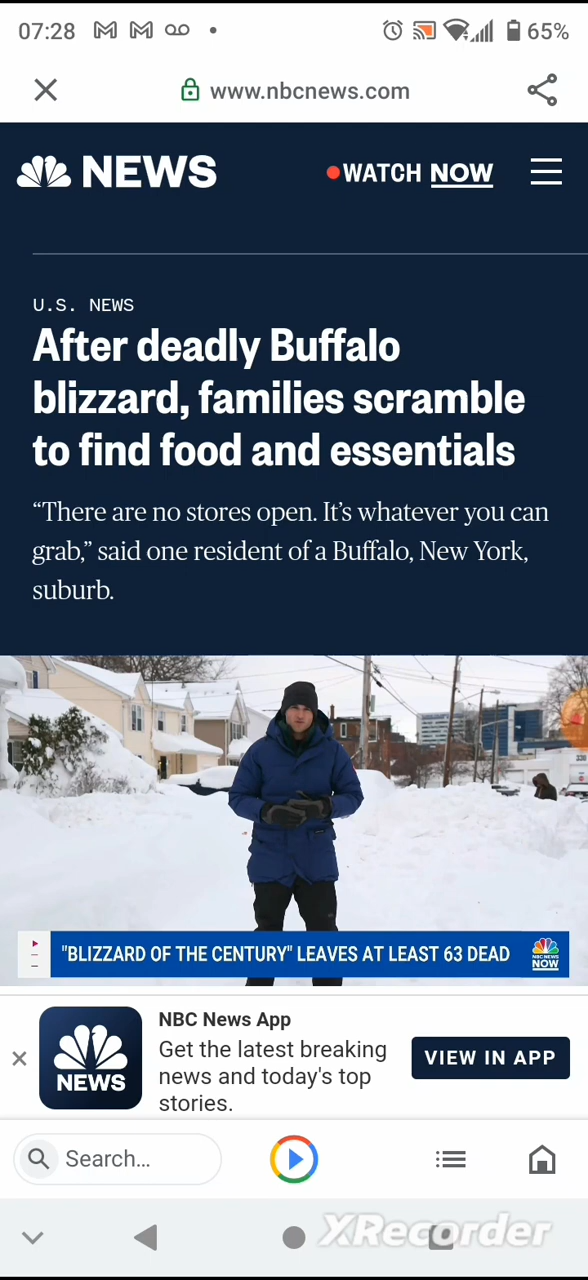 07:28
65%
www.nbcnews.com
NEWS
WATCH NOW
U.S. NEWS
After deadly Buffalo
blizzard, families scramble
to find food and essentials
“There are no stores open. It’s whatever you can
grab,” said one resident of a Buffalo, New York,
suburb.
"BLIZZARD OF THE CENTURY" LEAVES AT LEAST 63 DEAD
NBC NEWS
NOW
NBC News App
Get the latest breaking
news and today's top
stories.
NEWS
VIEW IN APP
Search...
XRecorder